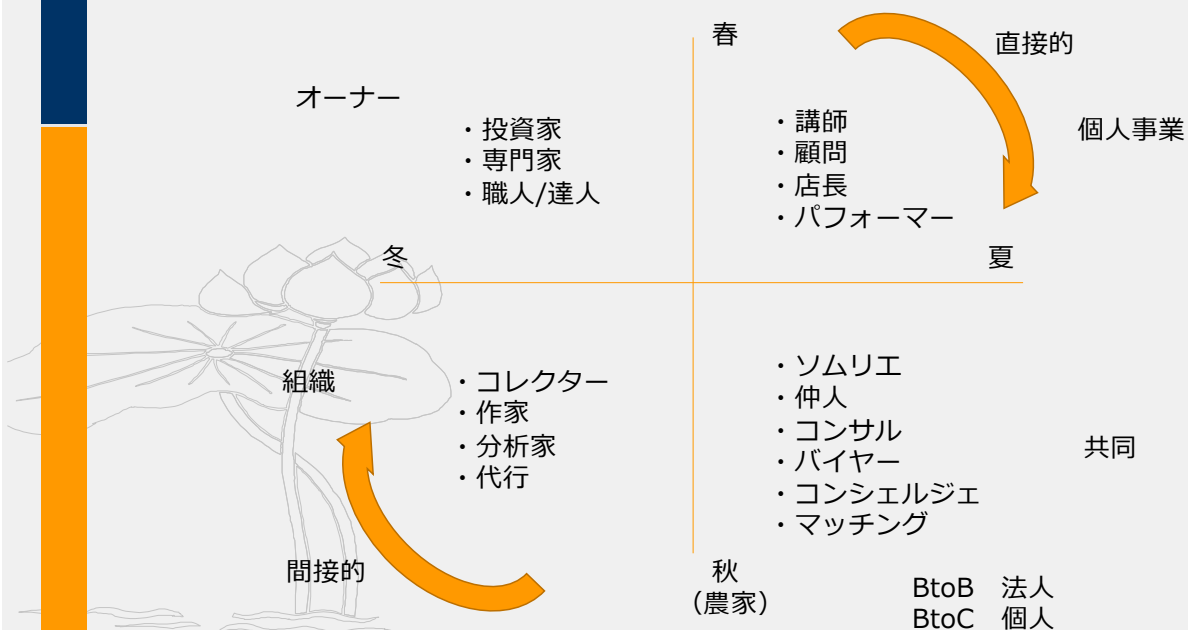 春
直接的
オーナー
・投資家
・専門家
・職人/達人
・講師
・顧問
・店長
・パフォーマー
個人事業
冬
夏
組織
・コレクター
・作家
・分析家
・代行
・ソムリエ
・仲人
・コンサル
・バイヤー
・コンシェルジェ
・マッチング
共同
間接的
秋
(農家)
BtoB 法人
BtoC 個人